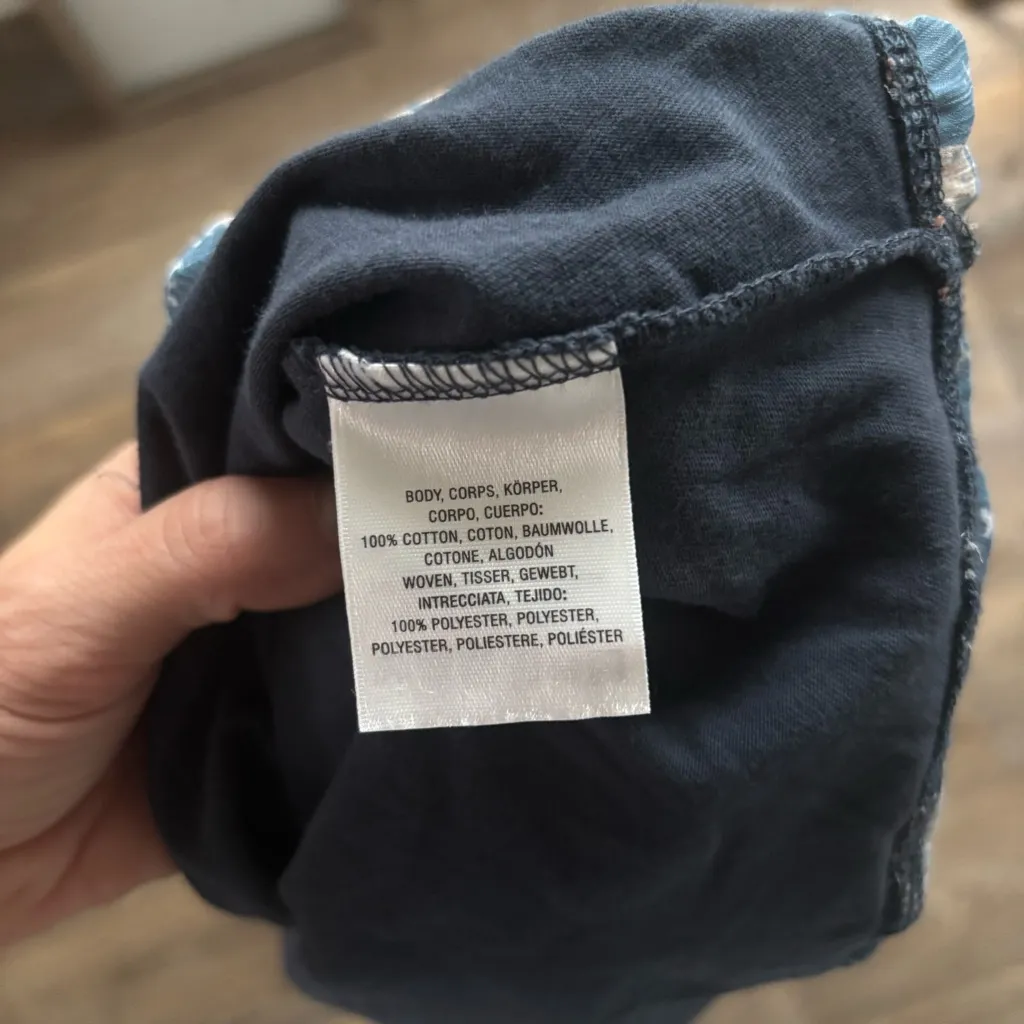 BODY, CORPS, KÖRPER,
CORPO, CUERPO:
100% COTTON, COTON, BAUMWOLLE,
COTONE, ALGODÓN
WOVEN, TISSER, GEWEBT,
INTRECCIATA, TEJIDO:
100% POLYESTER, POLYESTER,
POLYESTER, POLIESTERE, POLIÉSTER